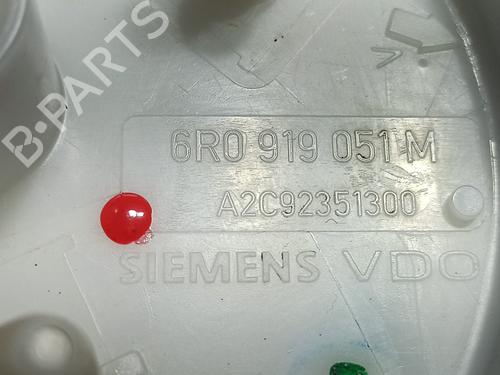 B-PARTS
6R0 919 051 M
A2C92351300
SIEMENS VDO